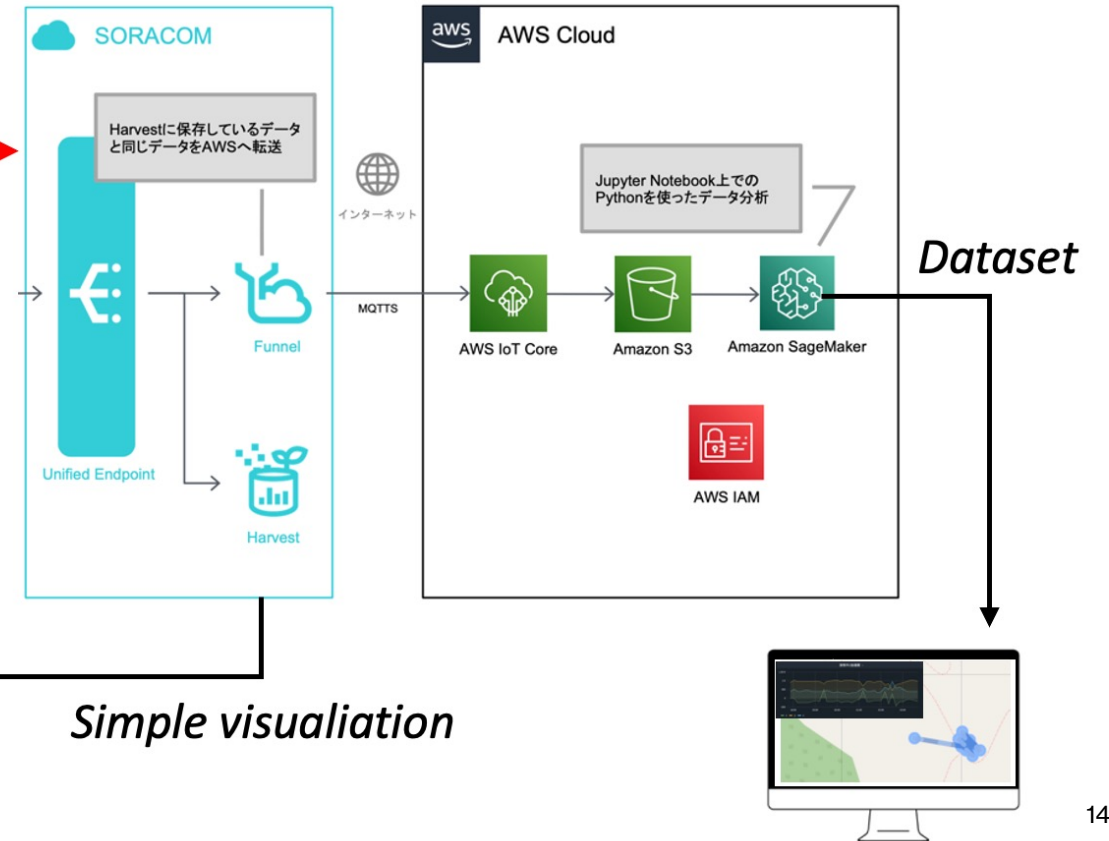 SORACOM
aws
AWS Cloud
Harvestに保存しているデータ
と同じデータをAWSへ転送
インターネット
Jupyter Notebook上での
Pythonを使ったデータ分析
Dataset
MQTTS
Funnel
AWS IoT Core
Amazon S3
Amazon SageMaker
Unified Endpoint
Harvest
AWS IAM
Simple visualiation
14